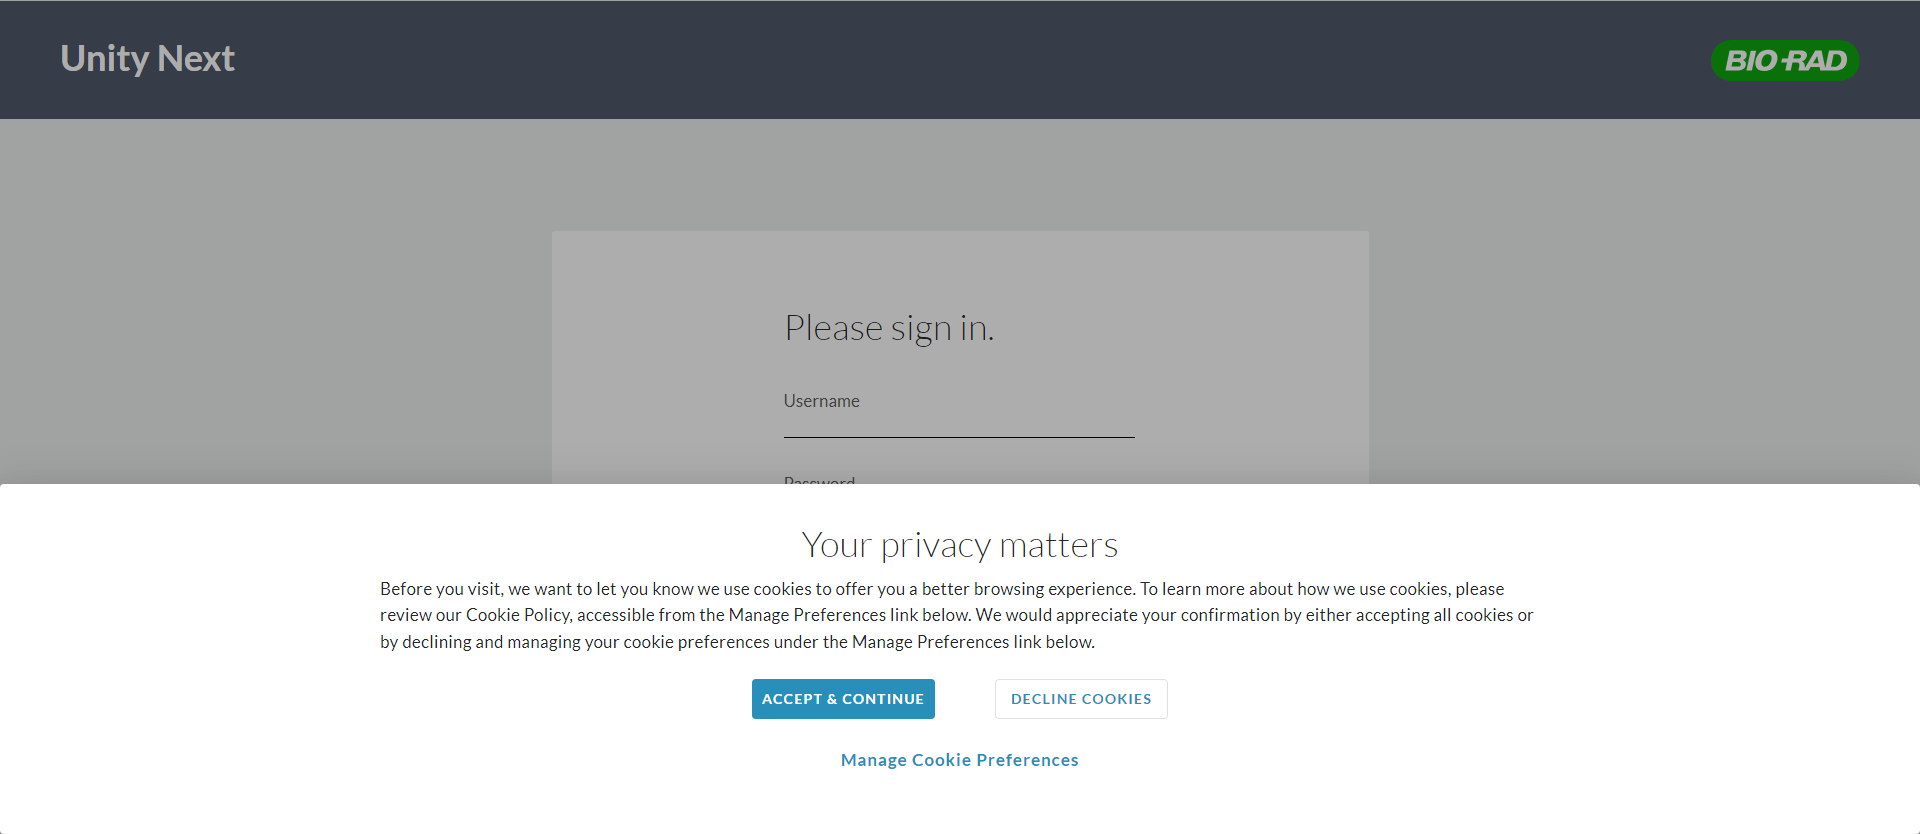 Unity Next
BIO-RAD
Please sign in.
Username
Password
Your privacy matters
Before you visit, we want to let you know we use cookies to offer you a better browsing experience. To learn more about how we use cookies, please
review our Cookie Policy, accessible from the Manage Preferences link below. We would appreciate your confirmation by either accepting all cookies or
by declining and managing your cookie preferences under the Manage Preferences link below.
ACCEPT & CONTINUE
DECLINE COOKIES
Manage Cookie Preferences